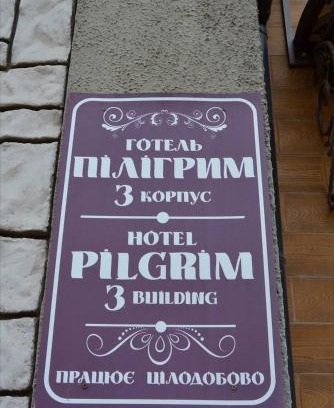 ГОТЕЛЬ
ПІЛІГРИМ
3 КОРПУС
HOTEL
PILGRIM
3 BUILDING
ПРАЦЮЄ ЦІЛОДОБОВО